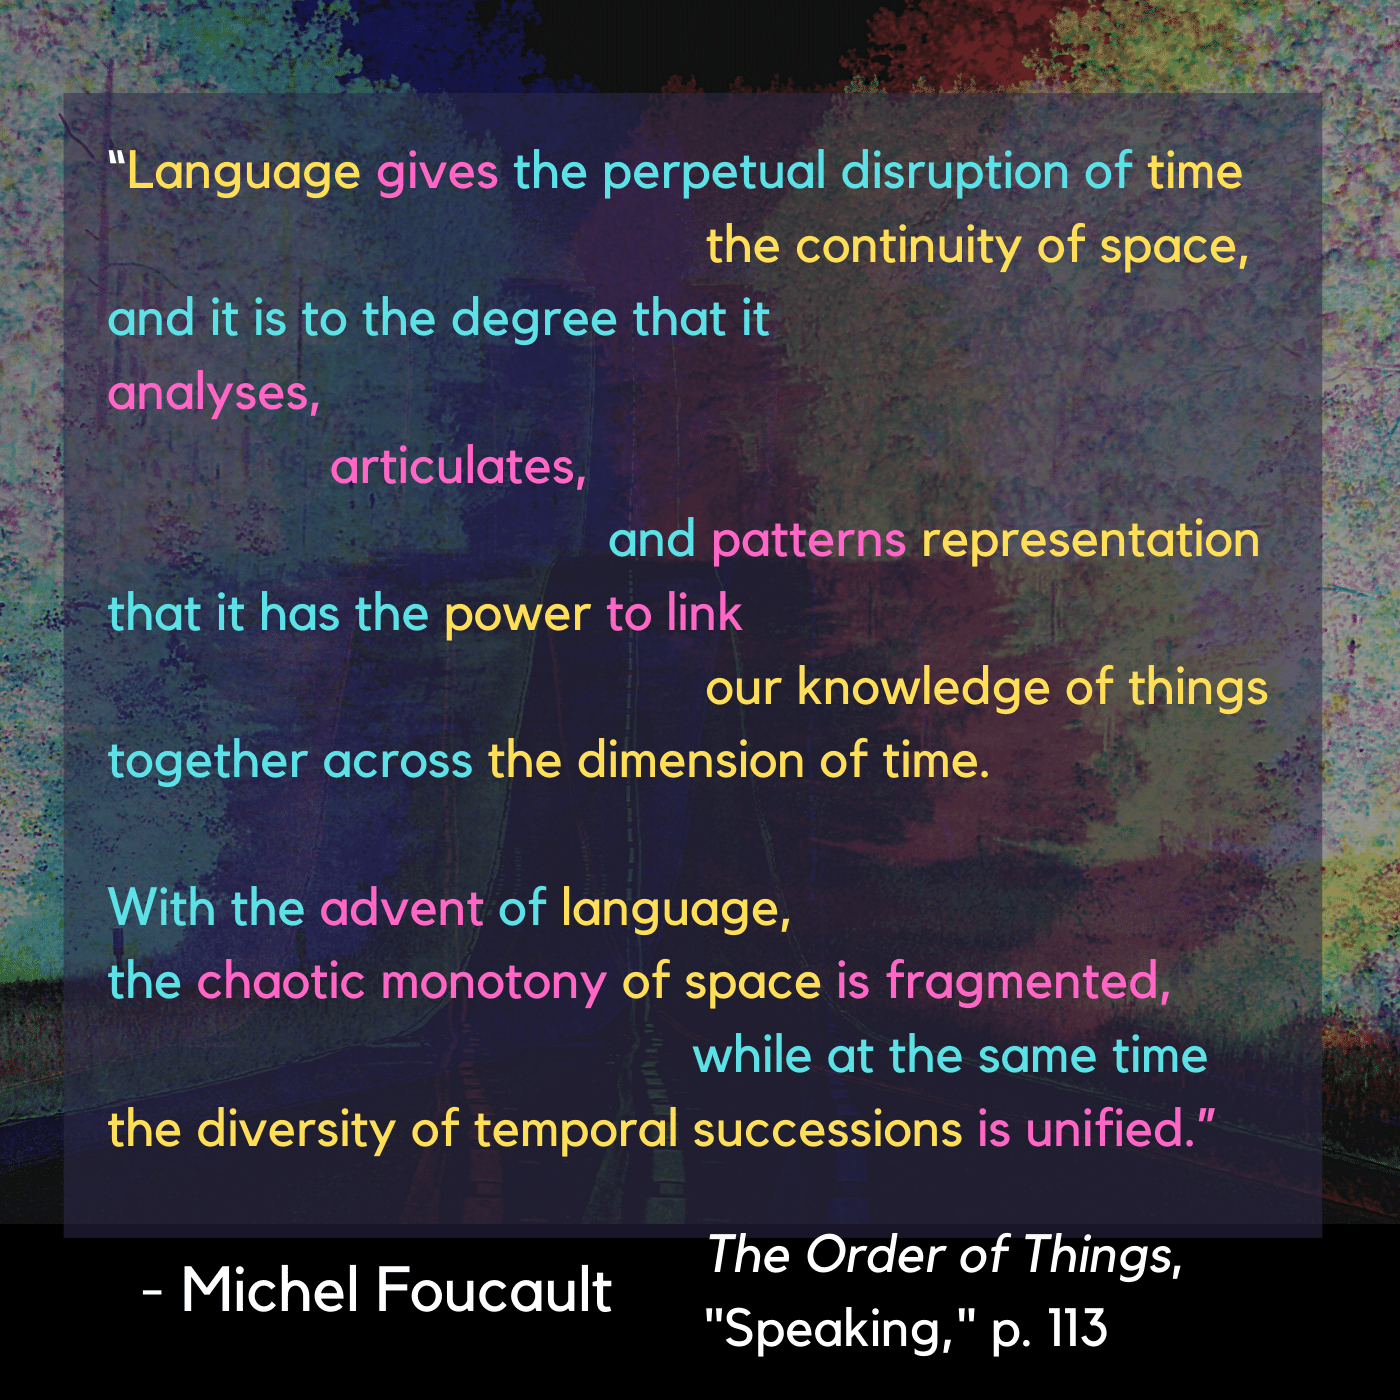 “Language gives the perpetual disruption of time
the continuity of space,
and it is to the degree that it
analyses,
articulates,
and patterns representation
that it has the power to link
our knowledge of things
together across the dimension of time.
With the advent of language,
the chaotic monotony of space is fragmented,
while at the same time
the diversity of temporal successions is unified.”
- Michel Foucault
The Order of Things,
"Speaking," p. 113